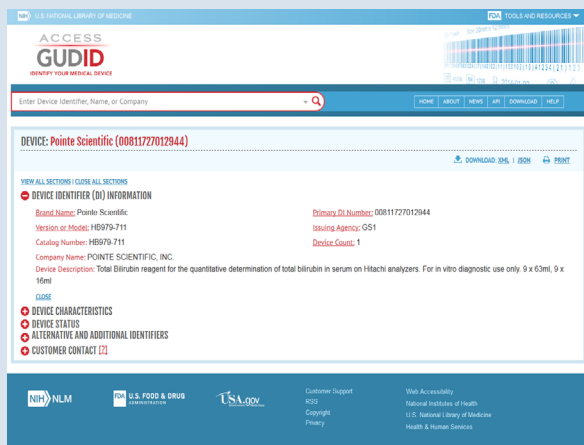 NIH U.S. NATIONAL LIBRARY OF MEDICINE
FDA TOOLS AND RESOURCES
ACCESS
GUDID
IDENTIFY YOUR MEDICAL DEVICE
Enter Device Identifier, Name, or Company
HOME ABOUT NEWS API DOWNLOAD HELP
DEVICE: Pointe Scientific (00811727012944)
DOWNLOAD: XML | JSON PRINT
VIEW ALL SECTIONS | CLOSE ALL SECTIONS
DEVICE IDENTIFIER (DI) INFORMATION
Brand Name: Pointe Scientific
Primary DI Number: 00811727012944
Version or Model: HB979-711
Issuing Agency: GS1
Catalog Number: HB979-711
Device Count: 1
Company Name: POINTE SCIENTIFIC, INC.
Device Description: Total Bilirubin reagent for the quantitative determination of total bilirubin in serum on Hitachi analyzers. For in vitro diagnostic use only. 9 x 63ml, 9 x
16ml
CLOSE
DEVICE CHARACTERISTICS
DEVICE STATUS
ALTERNATIVE AND ADDITIONAL IDENTIFIERS
CUSTOMER CONTACT [?]
NIH NLM
FDA U.S. FOOD & DRUG
ADMINISTRATION
USA.gov
Customer Support
RSS
Copyright
Privacy
Web Accessibility
National Institutes of Health
U.S. National Library of Medicine
Health & Human Services